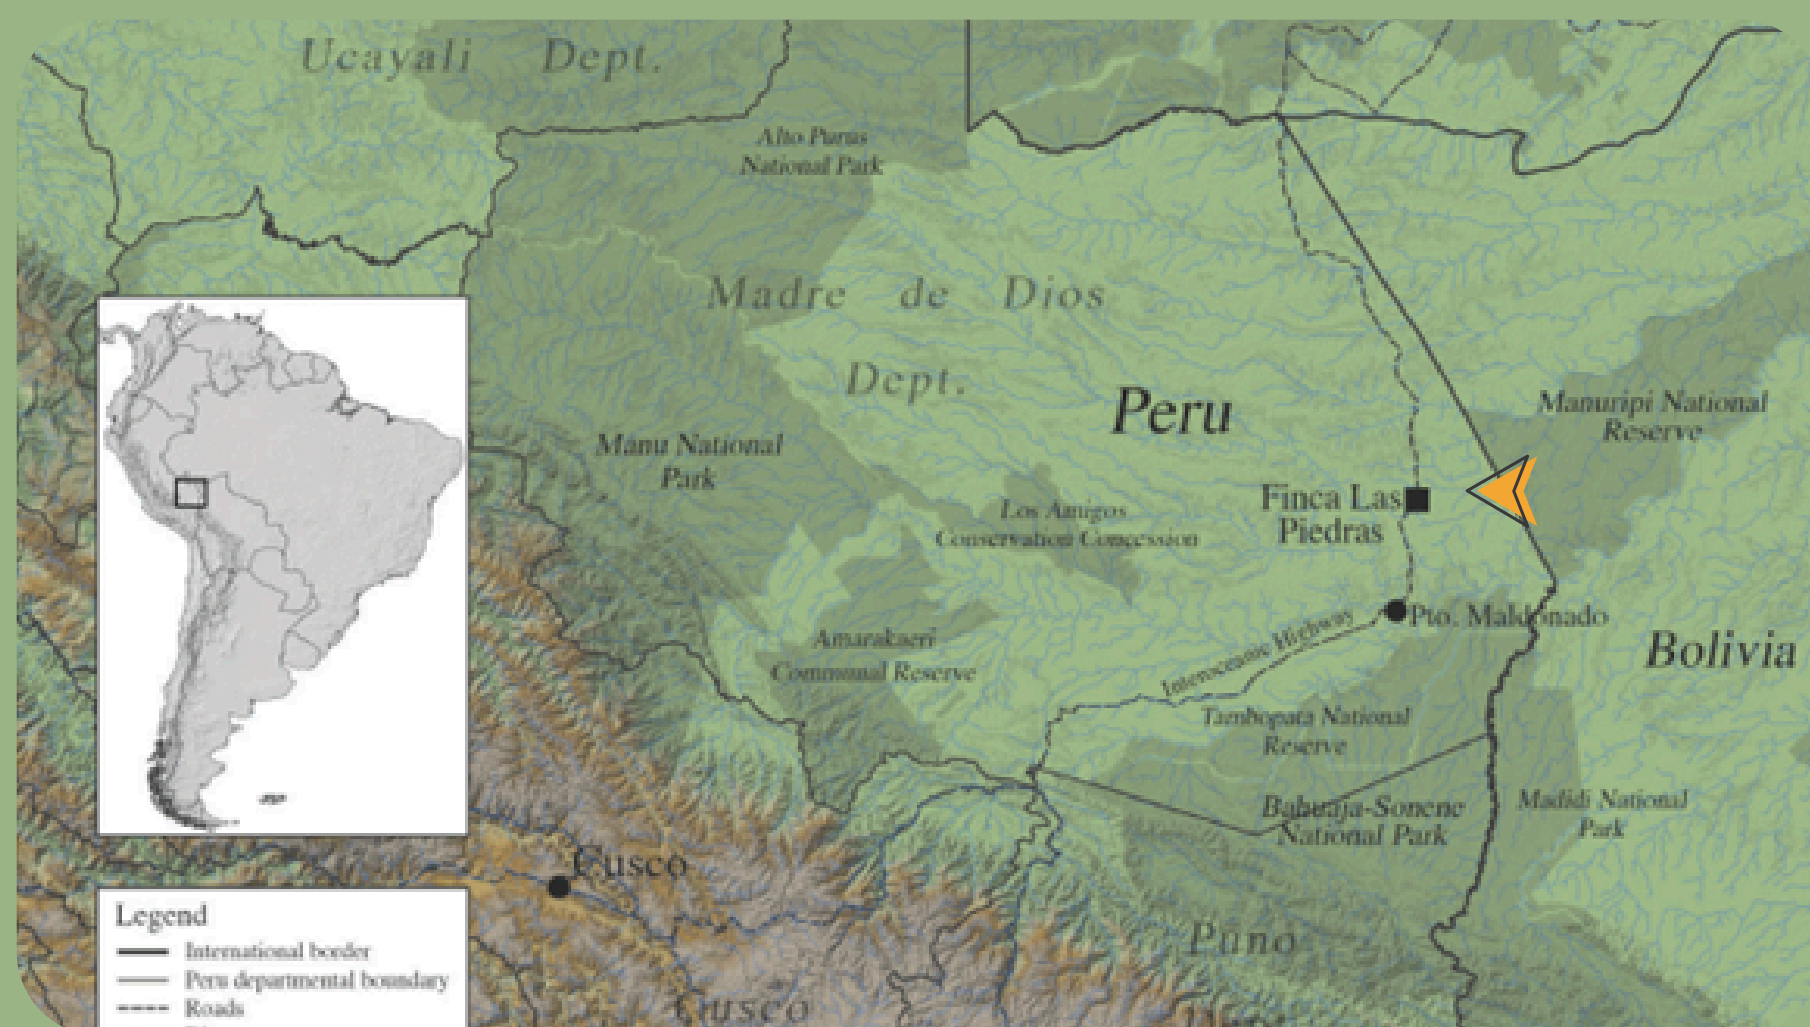 Ucayali Dept.
Alto Purus
National Park
Madre de Dios
Dept.
Peru
Manuripi National
Reserve
Manu National
Park
Finca Las
Piedras
Los Amigos
Conservation Concession
Pto. Maldonado
Interoceanic Highway
Bolivia
Amarakaeri
Communal Reserve
Tambopata National
Reserve
Bahuaja-Sonene
National Park
Madidi National
Park
Cusco
Puno
Cusco
Legend
International border
Peru departmental boundary
Roads